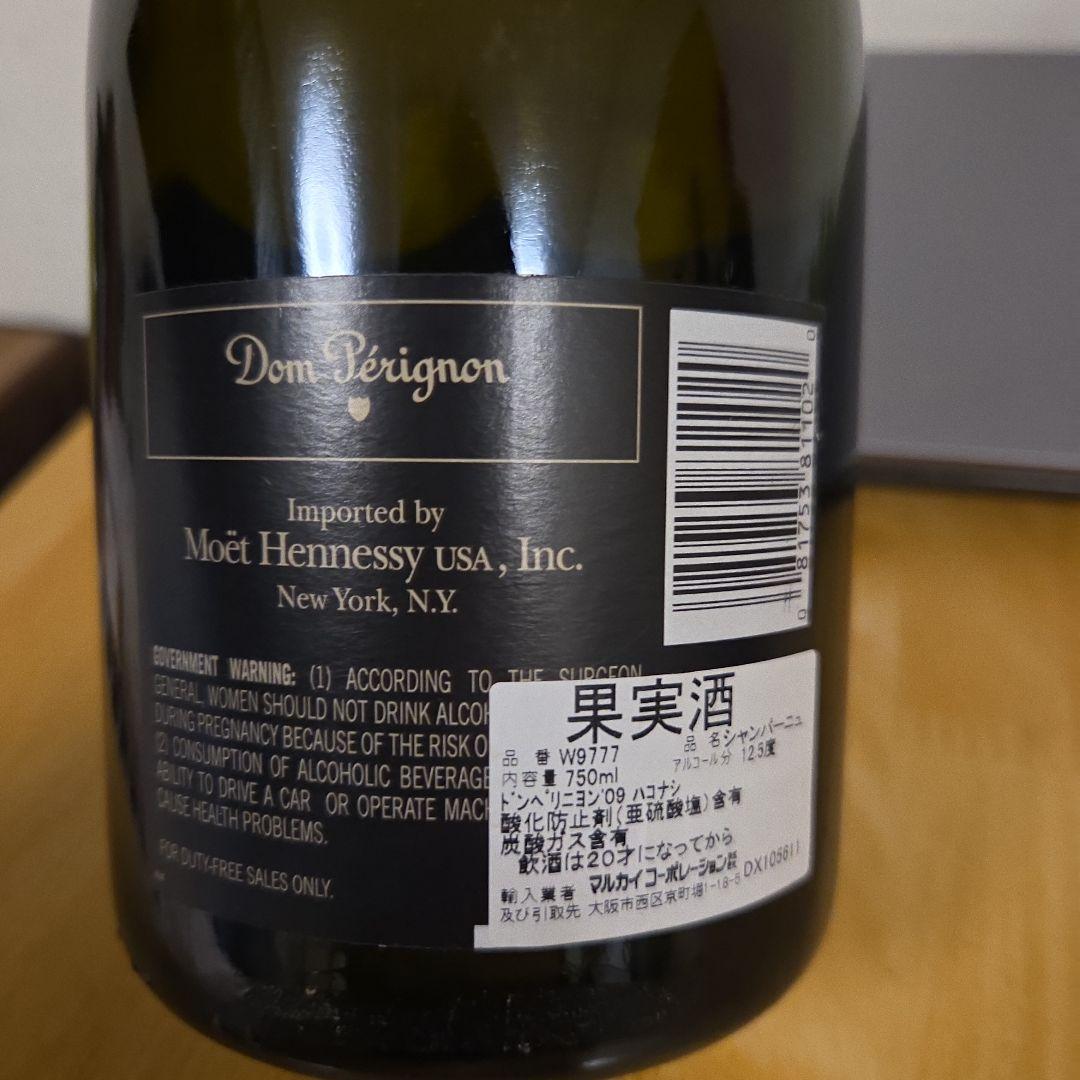 Dom Pérignon
Imported by
Moët Hennessy USA, Inc.
New York, N.Y.
GOVERNMENT WARNING: (1) ACCORDING TO THE SURGEON
GENERAL, WOMEN SHOULD NOT DRINK ALCOH
DURING PREGNANCY BECAUSE OF THE RISK O
(2) CONSUMPTION OF ALCOHOLIC BEVERAGE
ABILITY TO DRIVE A CAR OR OPERATE MACH
CAUSE HEALTH PROBLEMS.
FOR DUTY-FREE SALES ONLY.
0 81753 81102 0
果実酒
品 番 W9777 品 名 シャンパーニュ
内容量 750ml アルコール分 12.5度
ドンペリニヨン'09 ハコナシ
酸化防止剤(亜硫酸塩)含有
炭酸ガス含有
飲酒は20才になってから
輸入業者 マルカイコーポレーション
及び引取先 大阪市西区京町堀1-18-5 DX105611